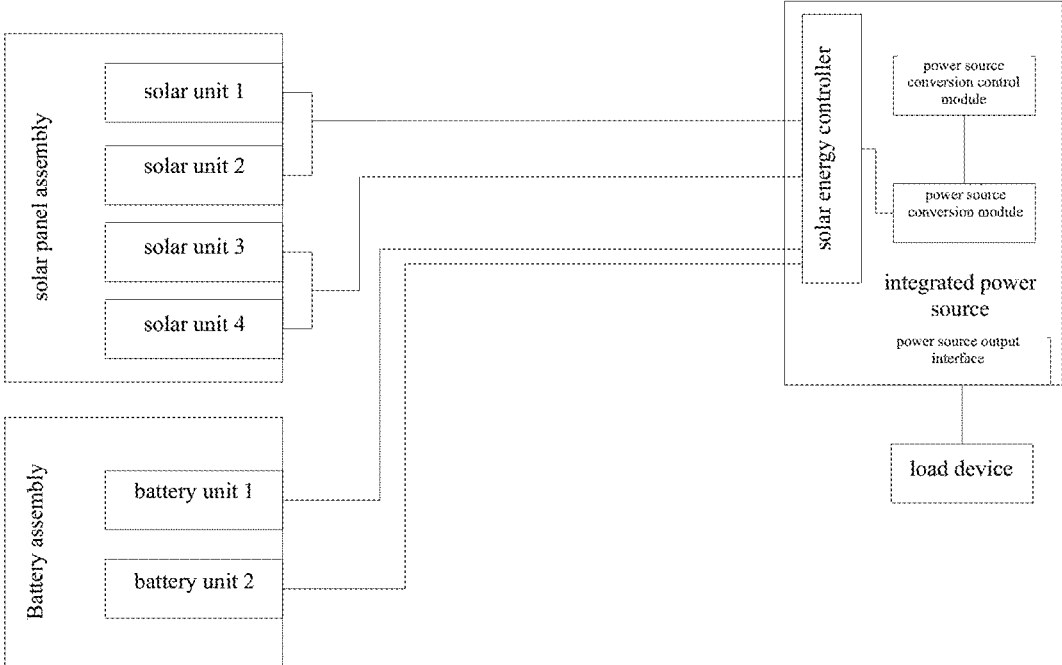 solar panel assembly
solar unit 1
solar unit 2
solar unit 3
solar unit 4
Battery assembly
battery unit 1
battery unit 2
solar energy controller
power source
conversion control
module
power source
conversion module
integrated power
source
power source output
interface
load device